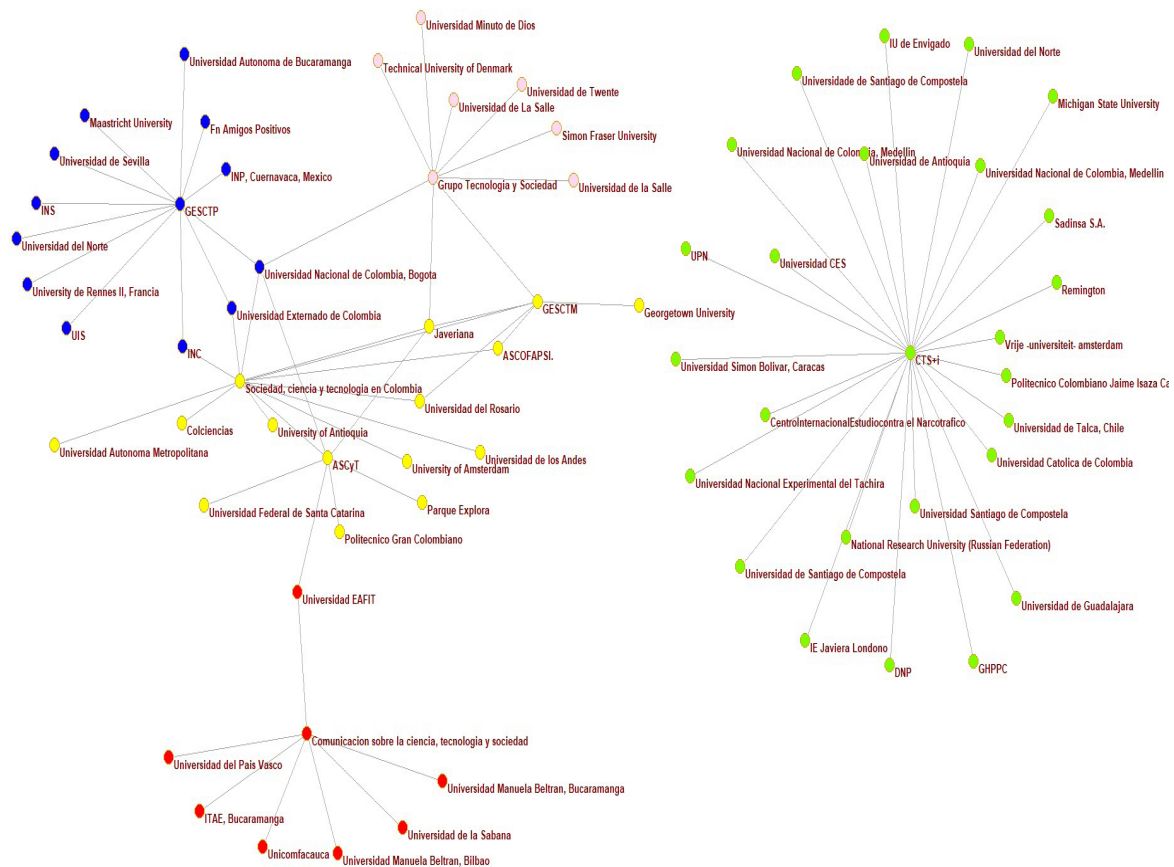 Universidad Minuto de Dios
IU de Envigado
Universidad del Norte
Universidad Autonoma de Bucaramanga
Technical University of Denmark
Universidade de Santiago de Compostela
Universidad de Twente
Michigan State University
Universidad de La Salle
Maastricht University
Fn Amigos Positivos
Simon Fraser University
Universidad Nacional de Colombia, Medellin
Universidad de Antioquia
Universidad de Sevilla
INP, Cuernavaca, Mexico
Universidad Nacional de Colombia, Medellin
Grupo Tecnologia y Sociedad
Universidad de la Salle
INS
GESCTP
Sadinsa S.A.
Universidad del Norte
UPN
Universidad CES
Universidad Nacional de Colombia, Bogota
University de Rennes II, Francia
Remington
GESCTM
Georgetown University
Universidad Externado de Colombia
UIS
Javeriana
Vrije -universiteit- amsterdam
INC
ASCOFAPSI.
Universidad Simon Bolivar, Caracas
CTS+i
Politecnico Colombiano Jaime Isaza Ca
Sociedad, ciencia y tecnologia en Colombia
Universidad del Rosario
CentroInternacionalEstudiocontra el Narcotrafico
Universidad de Talca, Chile
Colciencias
University of Antioquia
Universidad Autonoma Metropolitana
Universidad de los Andes
Universidad Catolica de Colombia
ASCyT
University of Amsterdam
Universidad Nacional Experimental del Tachira
Universidad Federal de Santa Catarina
Parque Explora
Universidad Santiago de Compostela
Politecnico Gran Colombiano
National Research University (Russian Federation)
Universidad de Santiago de Compostela
Universidad EAFIT
Universidad de Guadalajara
IE Javiera Londono
DNP
GHPPC
Comunicacion sobre la ciencia, tecnologia y sociedad
Universidad del Pais Vasco
Universidad Manuela Beltran, Bucaramanga
ITAE, Bucaramanga
Universidad de la Sabana
Unicomfacauca
Universidad Manuela Beltran, Bilbao